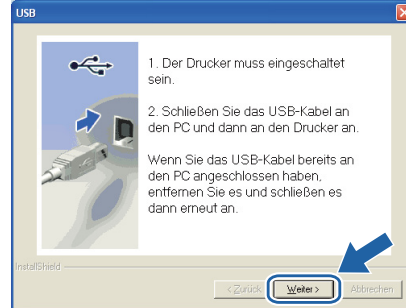 USB
1. Der Drucker muss eingeschaltet
sein.
2. Schließen Sie das USB-Kabel an
den PC und dann an den Drucker an.
Wenn Sie das USB-Kabel bereits an
den PC angeschlossen haben,
entfernen Sie es und schließen es
dann erneut an.
InstallShield
< Zurück Weiter > Abbrechen